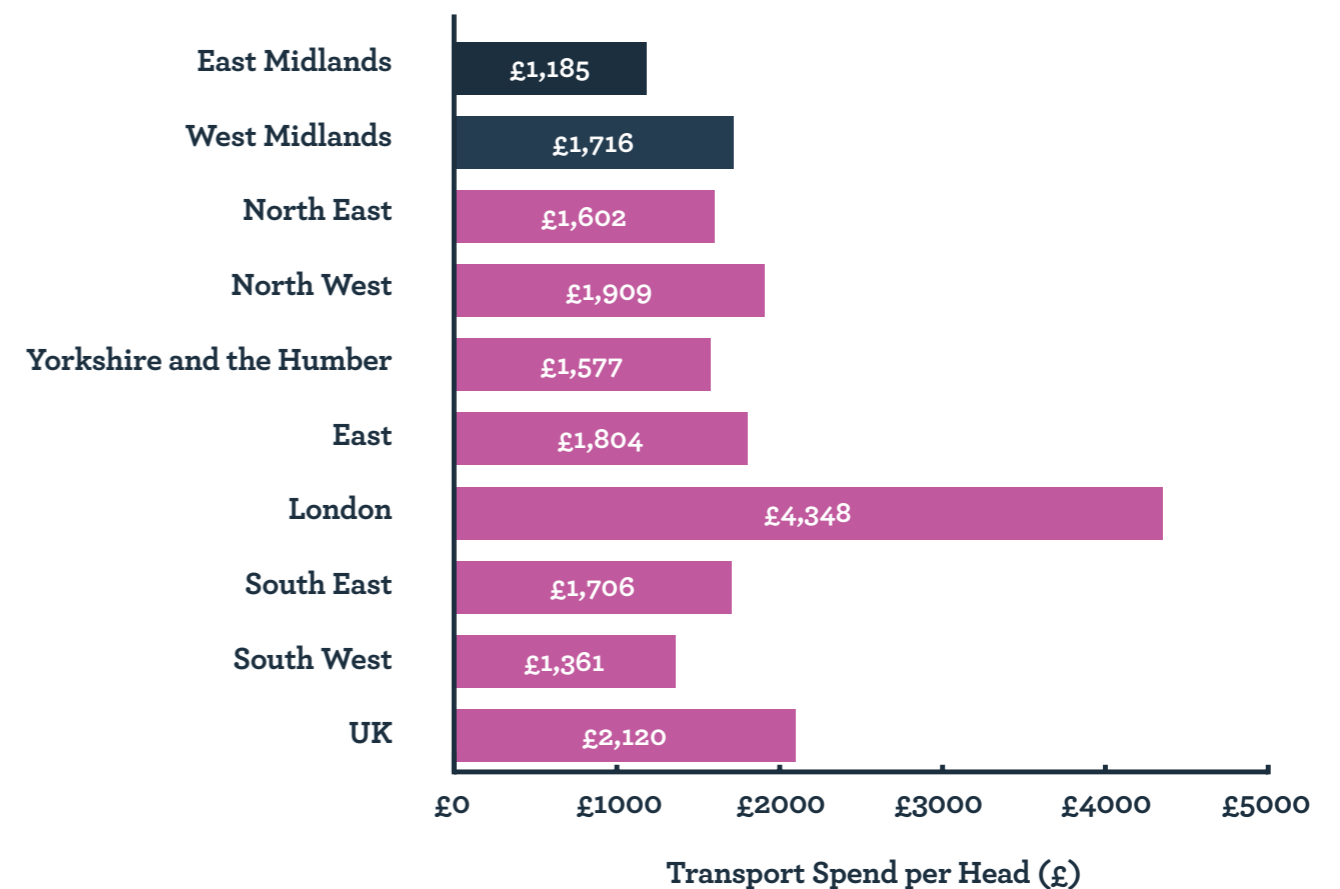 East Midlands £1,185
West Midlands £1,716
North East £1,602
North West £1,909
Yorkshire and the Humber £1,577
East £1,804
London £4,348
South East £1,706
South West £1,361
UK £2,120
£0 £1000 £2000 £3000 £4000 £5000
Transport Spend per Head (£)